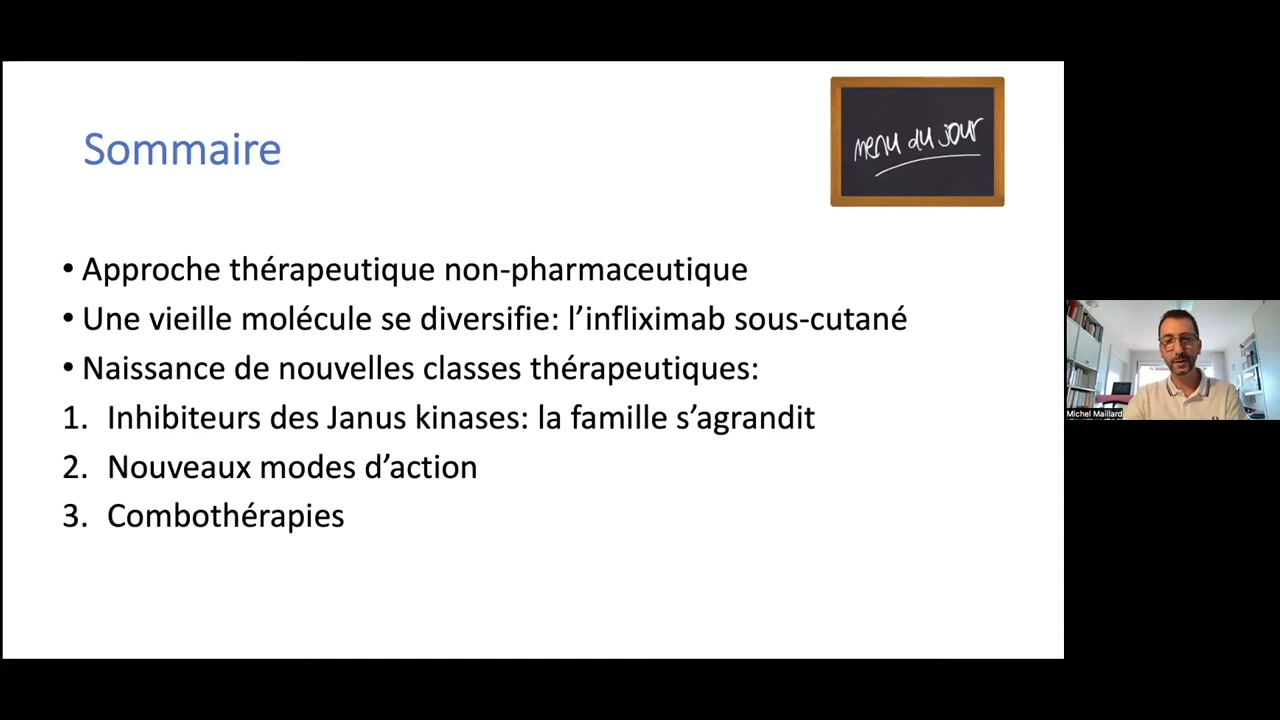 Sommaire
menu du jour
• Approche thérapeutique non-pharmaceutique
• Une vieille molécule se diversifie: l’infliximab sous-cutané
• Naissance de nouvelles classes thérapeutiques:
1. Inhibiteurs des Janus kinases: la famille s’agrandit
2. Nouveaux modes d’action
3. Combothérapies
Michel Maillard